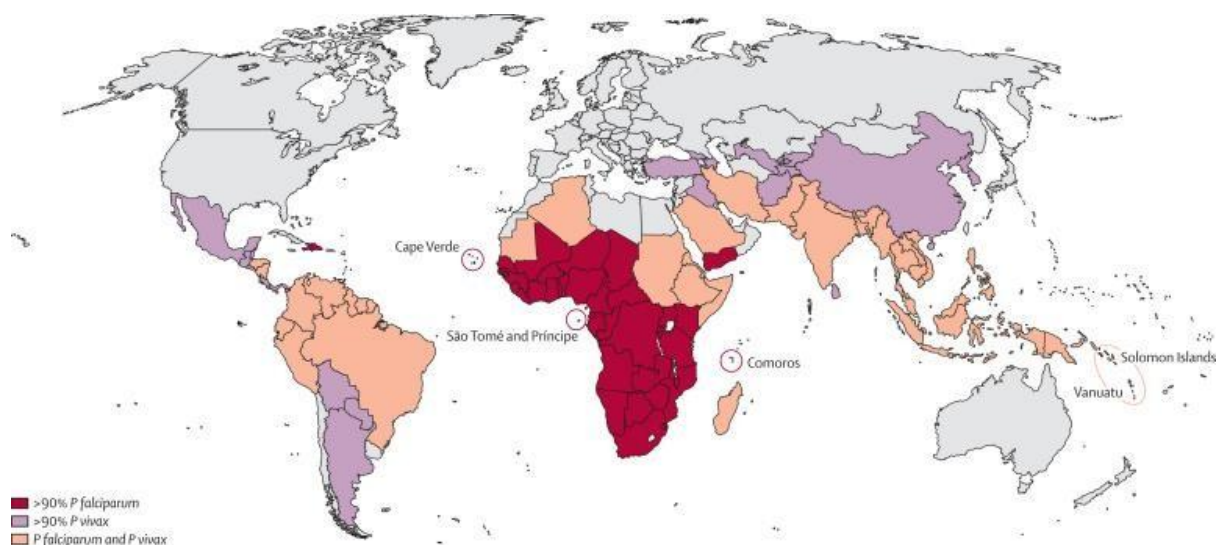 Cape Verde
São Tomé and Príncipe
Comoros
Solomon Islands
Vanuatu
>90% P falciparum
>90% P vivax
P falciparum and P vivax